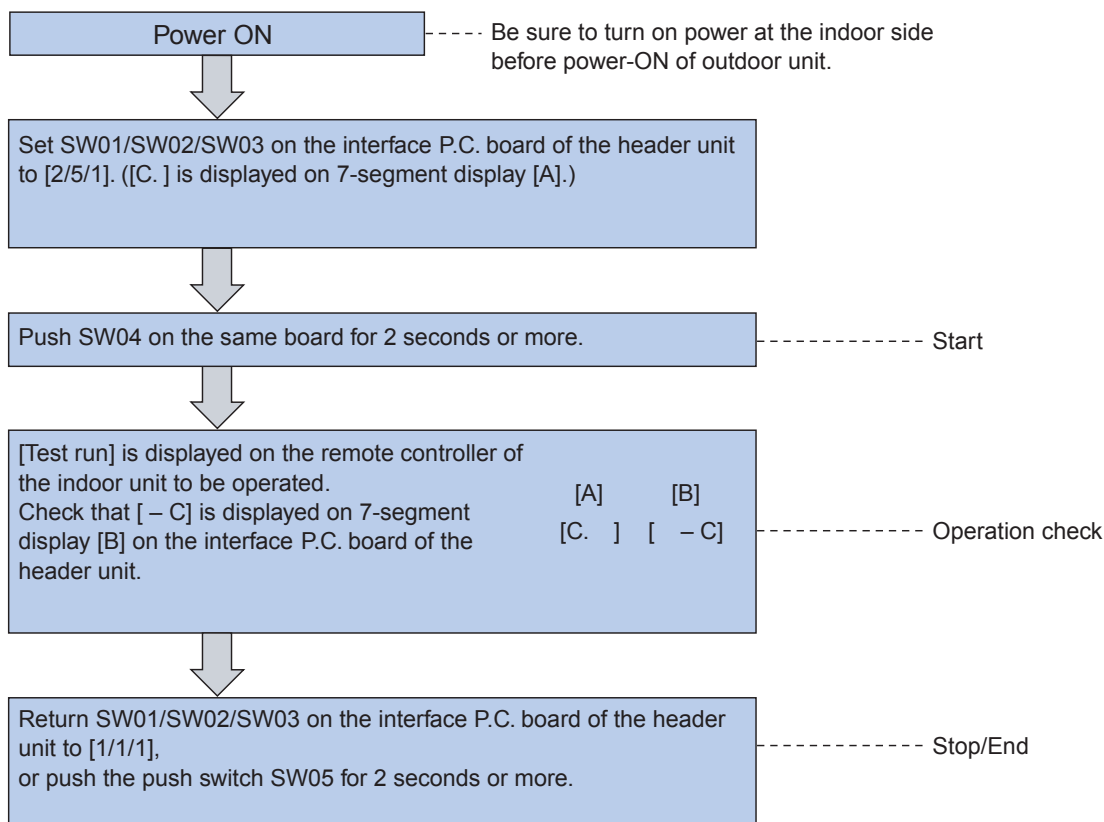 Power ON
Be sure to turn on power at the indoor side
before power-ON of outdoor unit.
Set SW01/SW02/SW03 on the interface P.C. board of the header unit
to [2/5/1]. ([C. ] is displayed on 7-segment display [A].)
Push SW04 on the same board for 2 seconds or more.
Start
[Test run] is displayed on the remote controller of
the indoor unit to be operated.
Check that [ – C] is displayed on 7-segment
display [B] on the interface P.C. board of the
header unit.
[A] [B]
[C. ] [ – C]
Operation check
Return SW01/SW02/SW03 on the interface P.C. board of the header
unit to [1/1/1],
or push the push switch SW05 for 2 seconds or more.
Stop/End